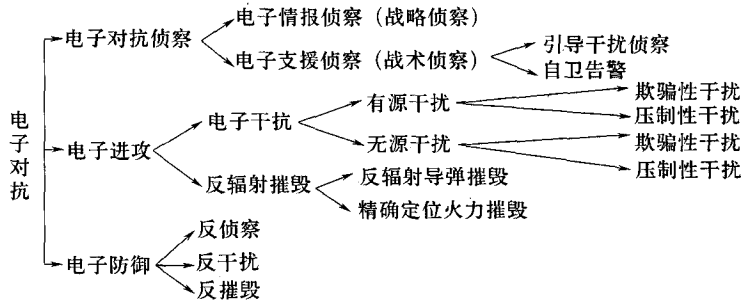 电子对抗
电子对抗侦察
电子情报侦察（战略侦察）
电子支援侦察（战术侦察）
引导干扰侦察
自卫告警
电子进攻
电子干抗
有源干扰
欺骗性干扰
压制性干扰
无源干扰
欺骗性干扰
压制性干扰
反辐射摧毁
反辐射导弹摧毁
精确定位火力摧毁
电子防御
反侦察
反干扰
反摧毁